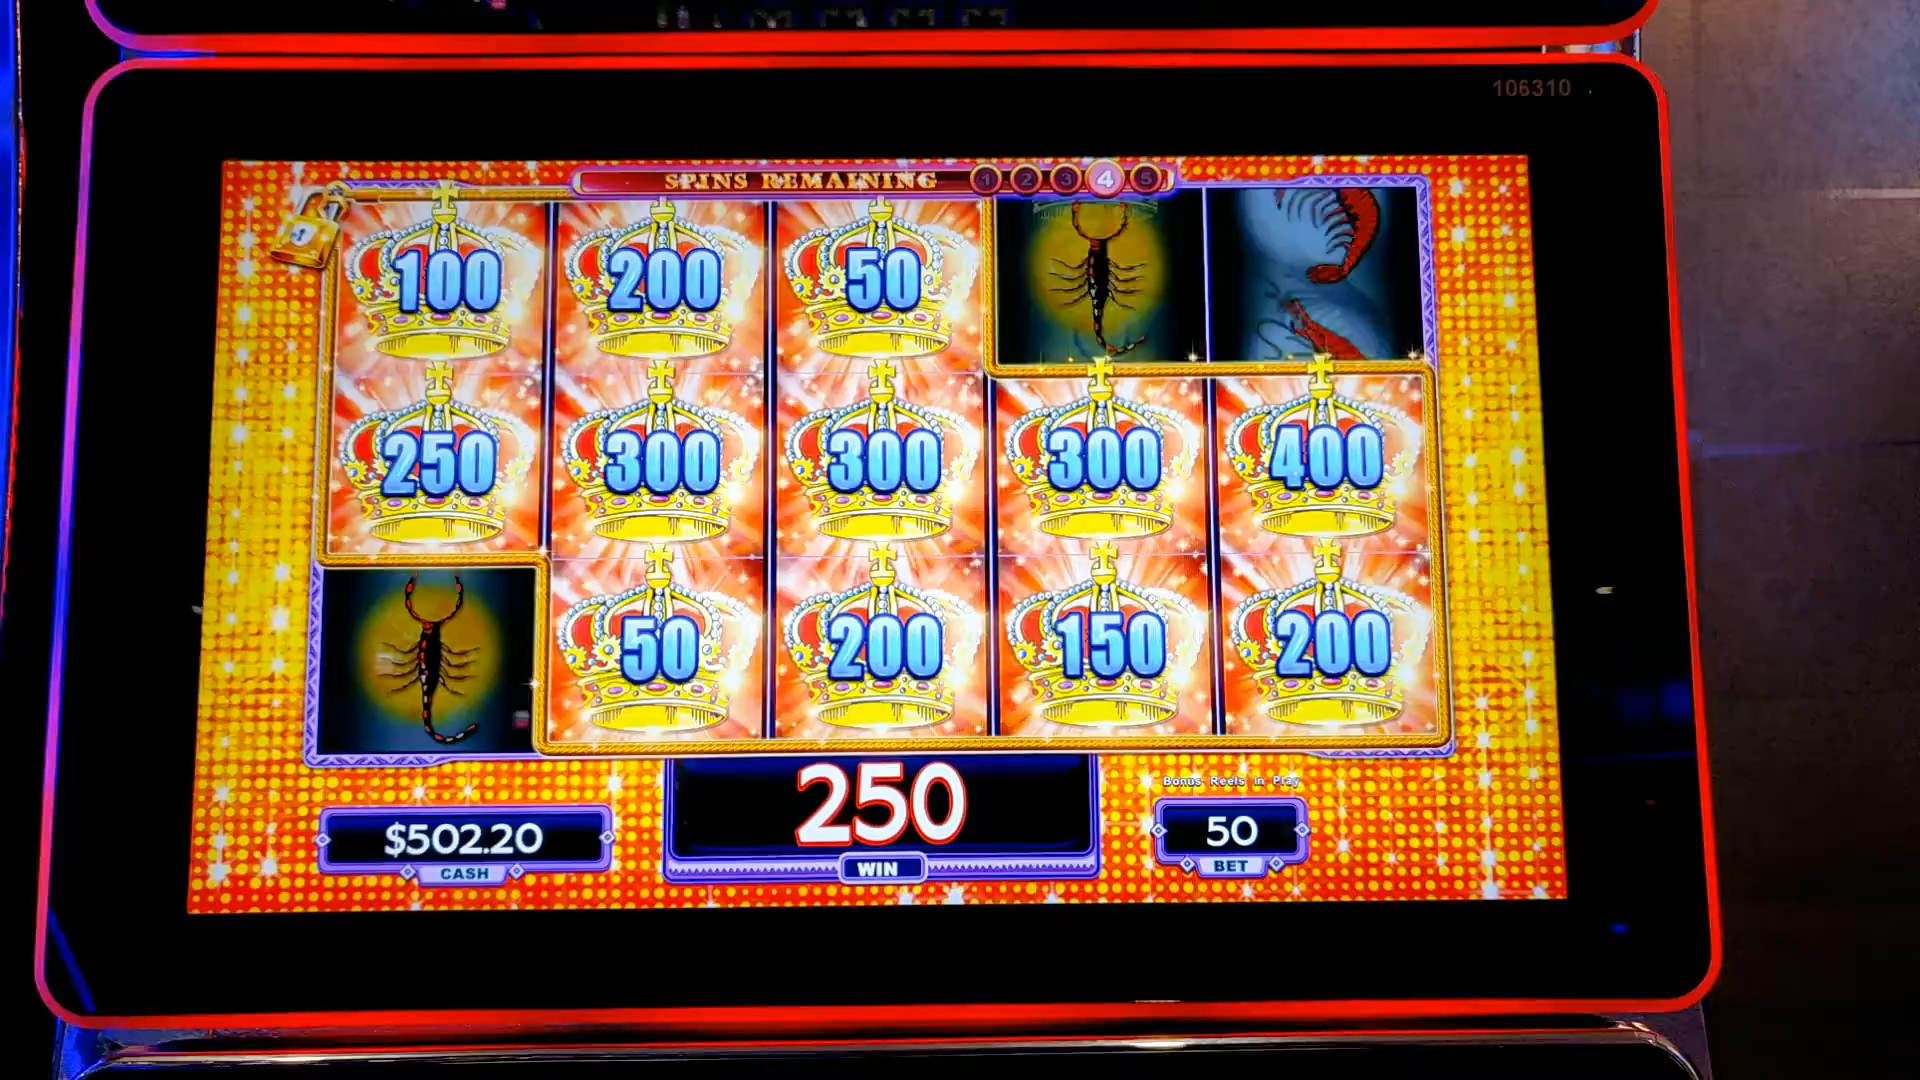 106310
SPINS REMAINING 1 2 3 4 5
100 200 50
250 300 300 300 400
50 200 150 200
250
Bonus Reels In Play
$502.20
50
CASH
WIN
BET